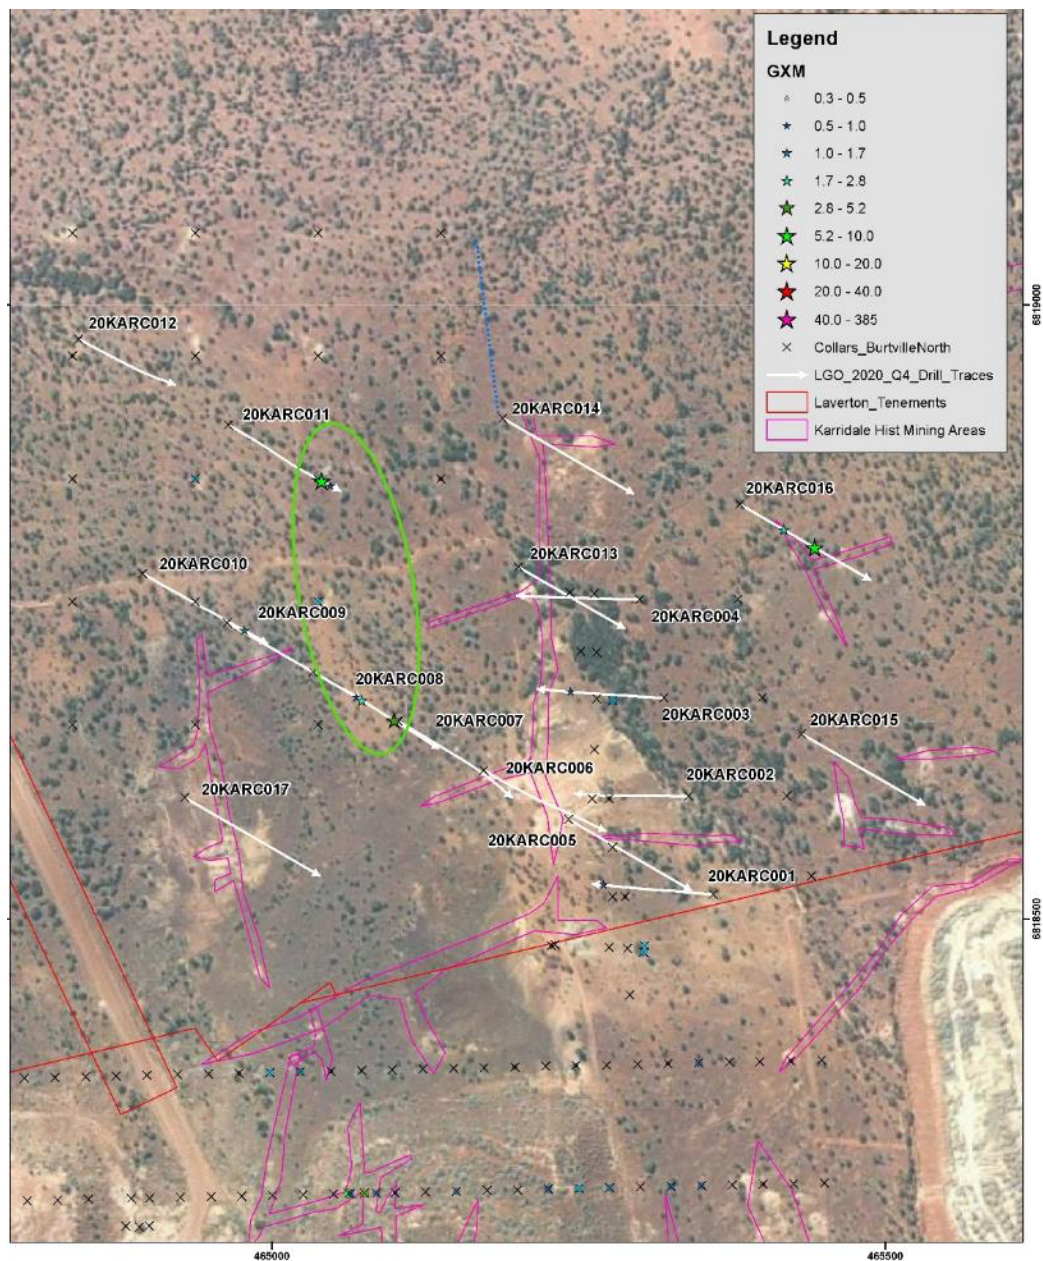 Legend
GXM
0.3 - 0.5
0.5 - 1.0
1.0 - 1.7
1.7 - 2.8
2.8 - 5.2
5.2 - 10.0
10.0 - 20.0
20.0 - 40.0
40.0 - 385
Collars_BurtvilleNorth
LGO_2020_Q4_Drill_Traces
Laverton_Tenements
Karridale Hist Mining Areas
6819000
20KARC012
20KARC011
20KARC014
20KARC016
20KARC013
20KARC010
20KARC009
20KARC004
20KARC008
20KARC003
20KARC007
20KARC015
20KARC006
20KARC002
20KARC017
20KARC005
20KARC001
6818500
465000
465500